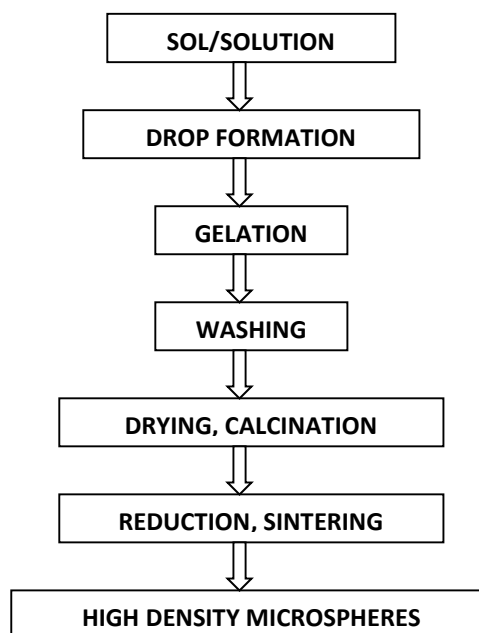 SOL/SOLUTION
DROP FORMATION
GELATION
WASHING
DRYING, CALCINATION
REDUCTION, SINTERING
HIGH DENSITY MICROSPHERES